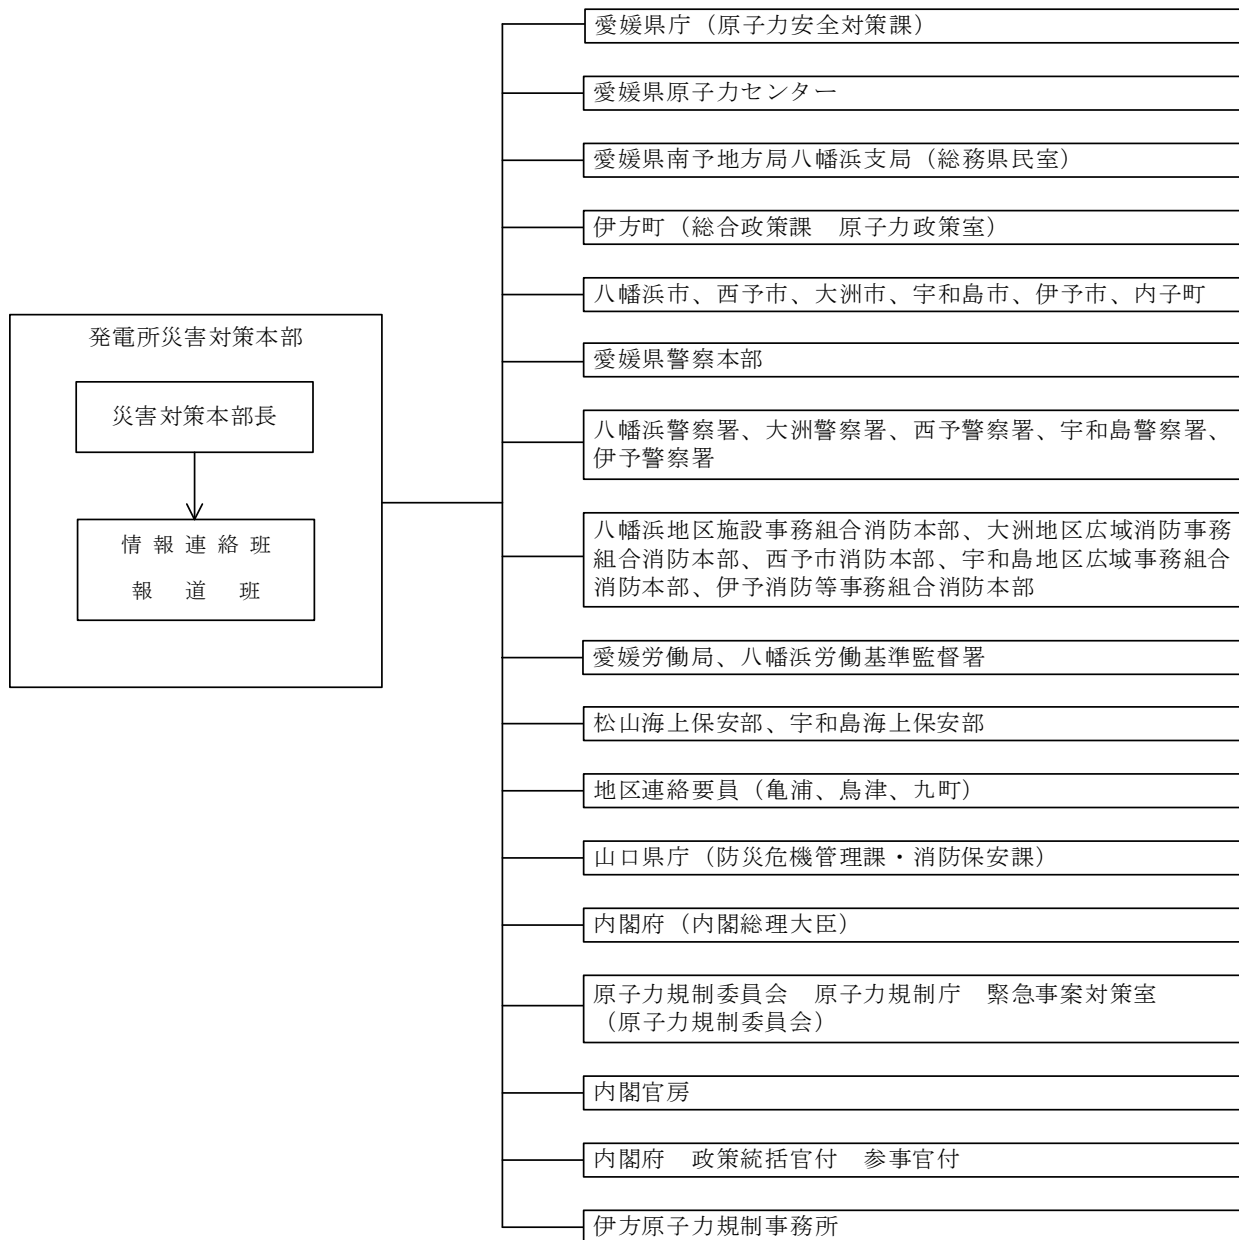 愛媛県庁（原子力安全対策課）
愛媛県原子力センター
愛媛県南予地方局八幡浜支局（総務県民室）
伊方町（総合政策課　原子力政策室）
八幡浜市、西予市、大洲市、宇和島市、伊予市、内子町
発電所災害対策本部
災害対策本部長
情報連絡班
報道班
愛媛県警察本部
八幡浜警察署、大洲警察署、西予警察署、宇和島警察署、
伊予警察署
八幡浜地区施設事務組合消防本部、大洲地区広域消防事務
組合消防本部、西予市消防本部、宇和島地区広域事務組合
消防本部、伊予消防等事務組合消防本部
愛媛労働局、八幡浜労働基準監督署
松山海上保安部、宇和島海上保安部
地区連絡要員（亀浦、鳥津、九町）
山口県庁（防災危機管理課・消防保安課）
内閣府（内閣総理大臣）
原子力規制委員会　原子力規制庁　緊急事案対策室
（原子力規制委員会）
内閣官房
内閣府　政策統括官付　参事官付
伊方原子力規制事務所